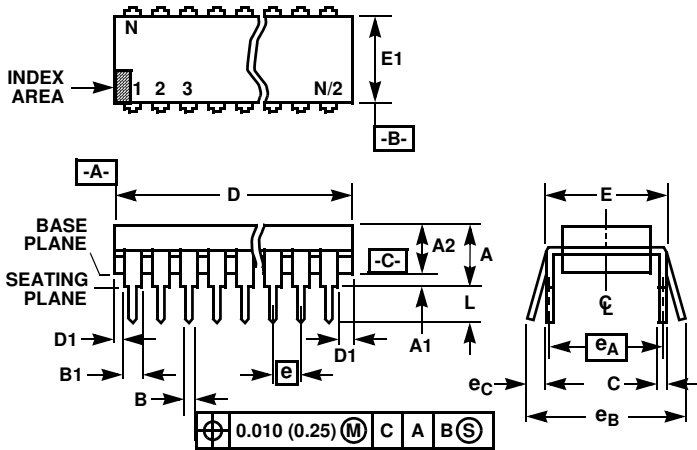 N
E1
INDEX
AREA
1 2 3 N/2
-B-
-A-
D
E
BASE
PLANE
A2 A
-C-
SEATING
PLANE
L
℄
D1
A1
D1
eA
B1
e
eC
C
B
eB
0.010 (0.25) Ⓜ C A B Ⓢ